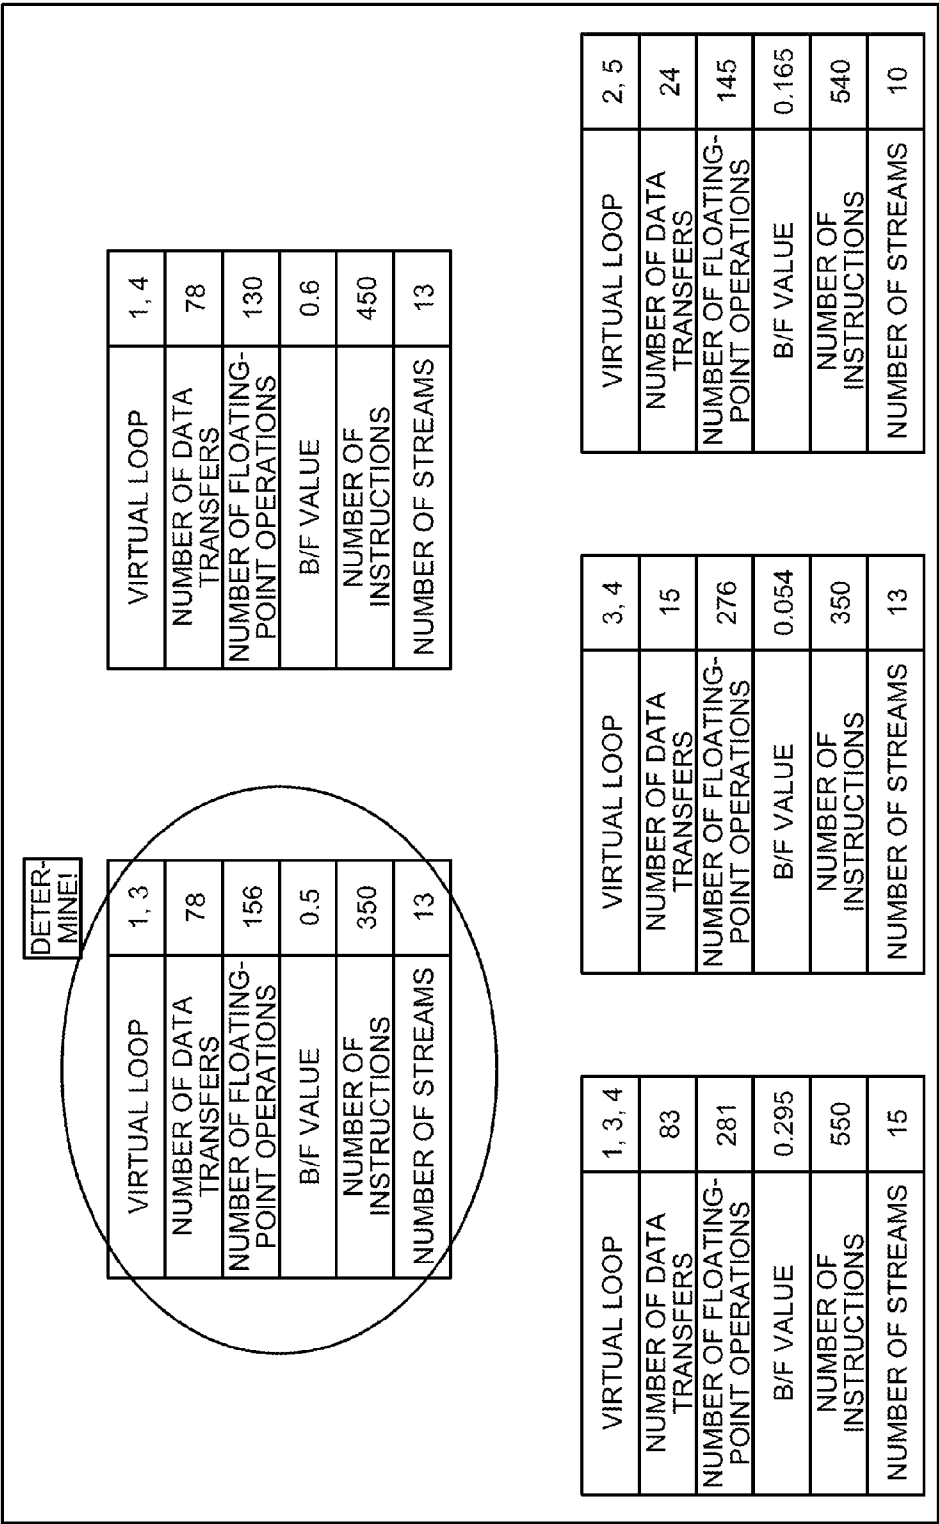 DETER-
MINE!
VIRTUAL LOOP 1, 3
NUMBER OF DATA
TRANSFERS 78
NUMBER OF FLOATING-
POINT OPERATIONS 156
B/F VALUE 0.5
NUMBER OF
INSTRUCTIONS 350
NUMBER OF STREAMS 13
VIRTUAL LOOP 1, 4
NUMBER OF DATA
TRANSFERS 78
NUMBER OF FLOATING-
POINT OPERATIONS 130
B/F VALUE 0.6
NUMBER OF
INSTRUCTIONS 450
NUMBER OF STREAMS 13
VIRTUAL LOOP 1, 3, 4
NUMBER OF DATA
TRANSFERS 83
NUMBER OF FLOATING-
POINT OPERATIONS 281
B/F VALUE 0.295
NUMBER OF
INSTRUCTIONS 550
NUMBER OF STREAMS 15
VIRTUAL LOOP 3, 4
NUMBER OF DATA
TRANSFERS 15
NUMBER OF FLOATING-
POINT OPERATIONS 276
B/F VALUE 0.054
NUMBER OF
INSTRUCTIONS 350
NUMBER OF STREAMS 13
VIRTUAL LOOP 2, 5
NUMBER OF DATA
TRANSFERS 24
NUMBER OF FLOATING-
POINT OPERATIONS 145
B/F VALUE 0.165
NUMBER OF
INSTRUCTIONS 540
NUMBER OF STREAMS 10